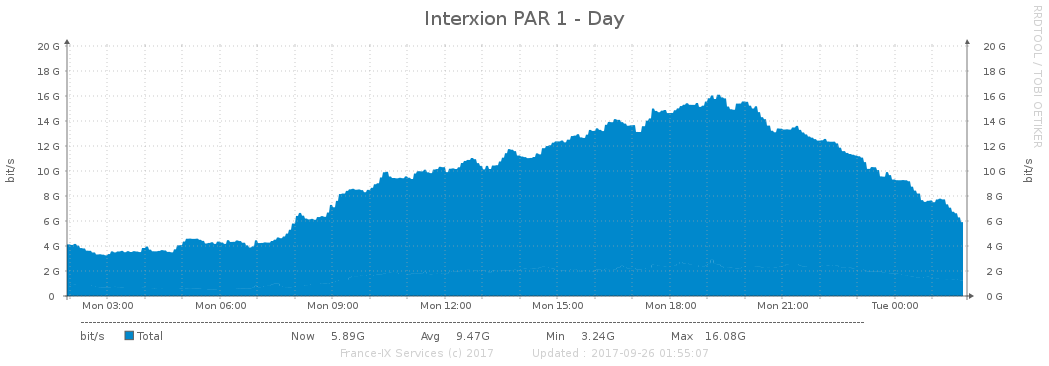 Interxion PAR 1 - Day
RRDTOOL / TOBI OETIKER
20 G 20 G
18 G 18 G
16 G 16 G
14 G 14 G
12 G 12 G
10 G 10 G
8 G 8 G
6 G 6 G
4 G 4 G
2 G 2 G
0 0 G
bit/s bit/s
Mon 03:00 Mon 06:00 Mon 09:00 Mon 12:00 Mon 15:00 Mon 18:00 Mon 21:00 Tue 00:00
bit/s Total Now 5.89G Avg 9.47G Min 3.24G Max 16.08G
France-IX Services (c) 2017 Updated : 2017-09-26 01:55:07